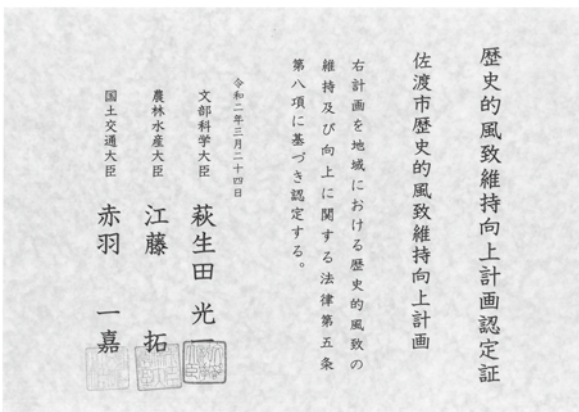 歴史的風致維持向上計画認定証
佐渡市歴史的風致維持向上計画
右計画を地域における歴史的風致の
維持及び向上に関する法律第五条
第八項に基づき認定する。
令和二年三月二十四日
文部科学大臣 萩生田 光一
農林水産大臣 江藤 拓
国土交通大臣 赤羽 一嘉